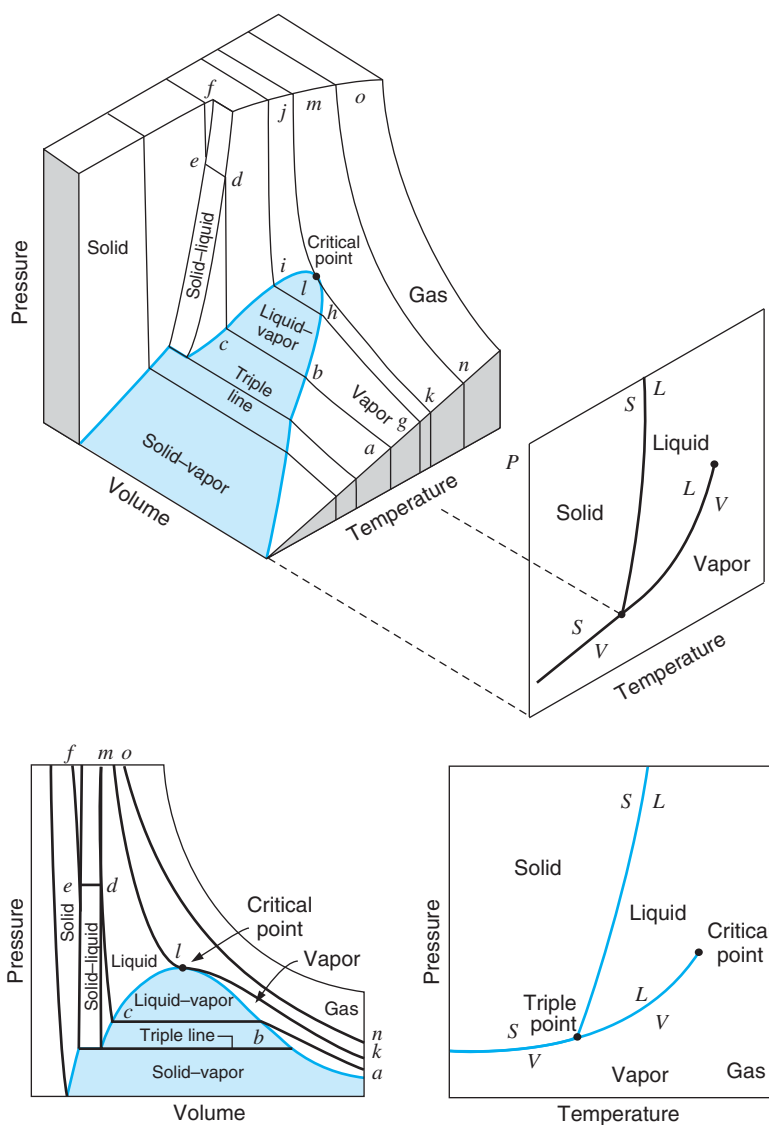 f
j
m
o
e
d
Solid
Solid–liquid
Pressure
i
Critical
point
l
Gas
h
Liquid–
vapor
c
b
n
Triple
line
Vapor
k
g
a
Solid–vapor
Volume
Temperature
L
S
P
Liquid
L
V
Solid
Vapor
S
V
Temperature
f
m
o
e
d
Solid
Solid–liquid
Pressure
Critical
point
l
Liquid
Vapor
Liquid–vapor
Gas
c
Triple line
b
n
k
a
Solid–vapor
Volume
S
L
Solid
Liquid
Pressure
Critical
point
Triple
point
L
V
S
V
Vapor
Gas
Temperature